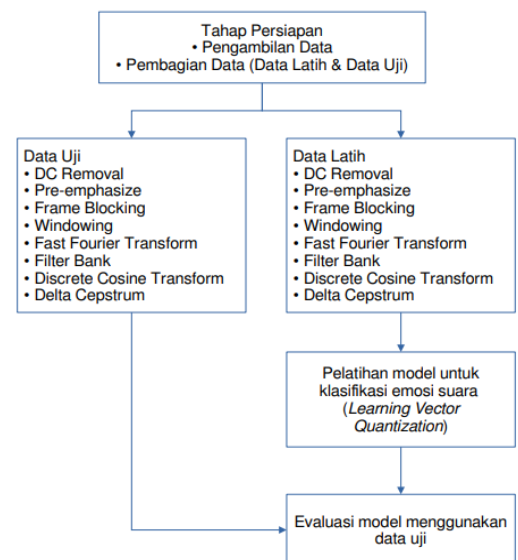 Tahap Persiapan
• Pengambilan Data
• Pembagian Data (Data Latih & Data Uji)
Data Uji
• DC Removal
• Pre-emphasize
• Frame Blocking
• Windowing
• Fast Fourier Transform
• Filter Bank
• Discrete Cosine Transform
• Delta Cepstrum
Data Latih
• DC Removal
• Pre-emphasize
• Frame Blocking
• Windowing
• Fast Fourier Transform
• Filter Bank
• Discrete Cosine Transform
• Delta Cepstrum
Pelatihan model untuk
klasifikasi emosi suara
(Learning Vector
Quantization)
Evaluasi model menggunakan
data uji